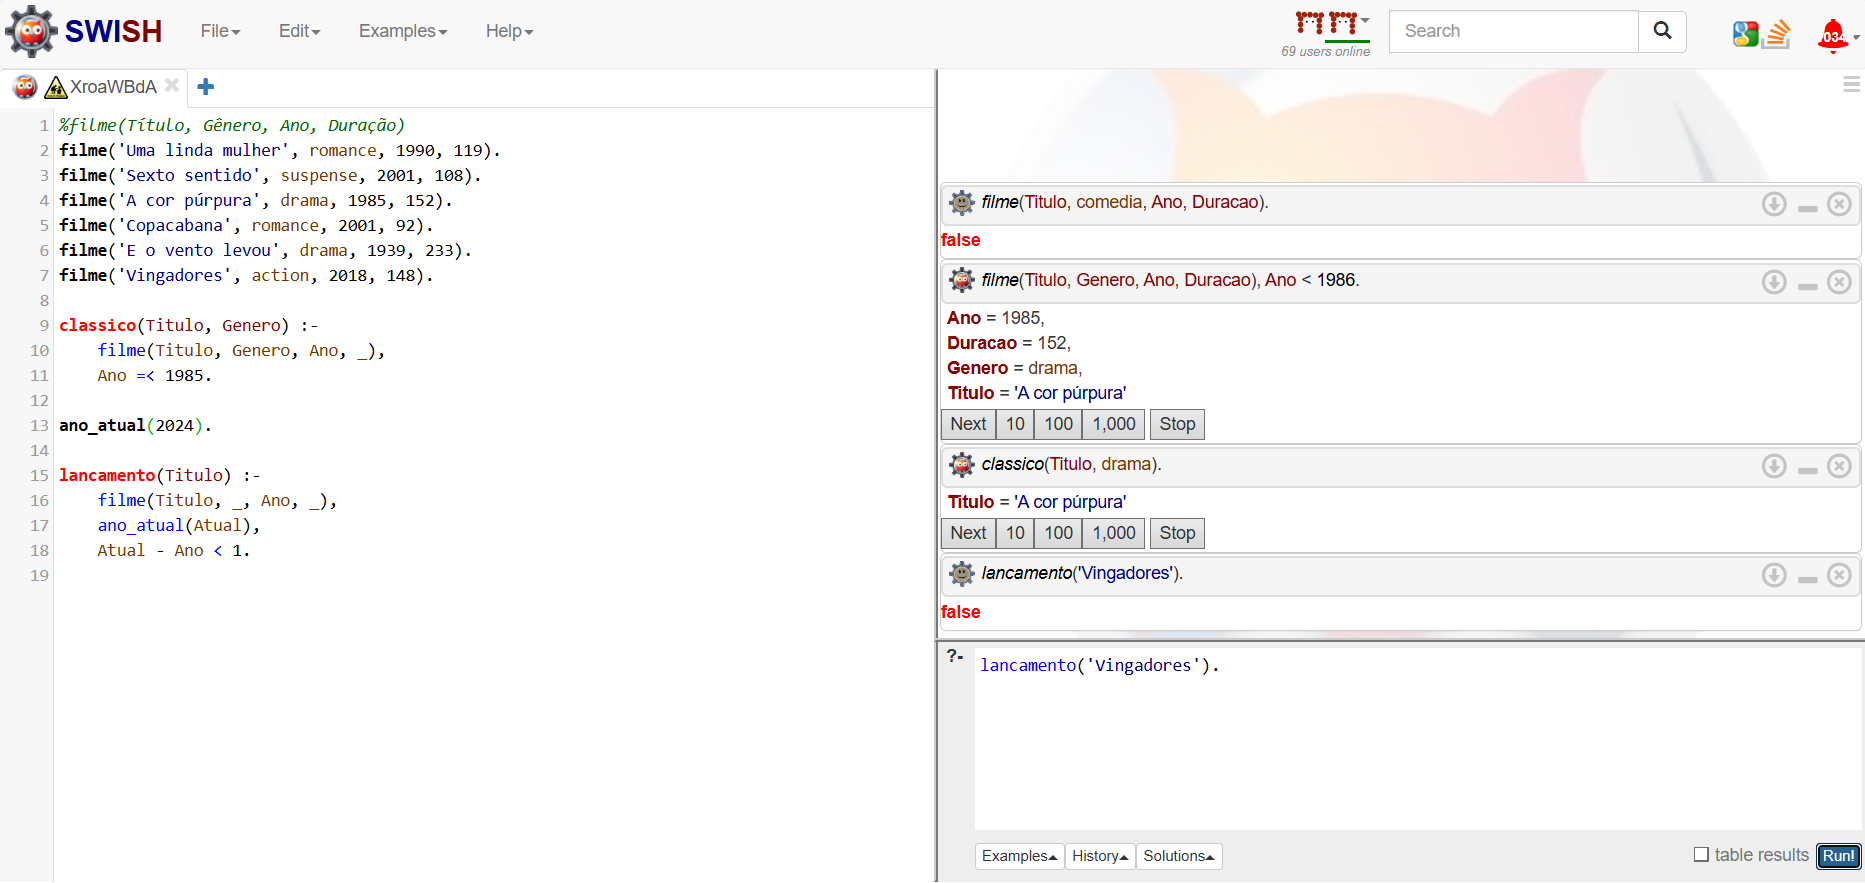 SWISH File Edit Examples Help 69 users online Search
XroaWBdA
1 %filme(Título, Gênero, Ano, Duração)
2 filme('Uma linda mulher', romance, 1990, 119).
3 filme('Sexto sentido', suspense, 2001, 108).
4 filme('A cor púrpura', drama, 1985, 152).
5 filme('Copacabana', romance, 2001, 92).
6 filme('E o vento levou', drama, 1939, 233).
7 filme('Vingadores', action, 2018, 148).
8
9 classico(Titulo, Genero) :-
10 filme(Titulo, Genero, Ano, _),
11 Ano =< 1985.
12
13 ano_atual(2024).
14
15 lancamento(Titulo) :-
16 filme(Titulo, _, Ano, _),
17 ano_atual(Atual),
18 Atual - Ano < 1.
19
filme(Titulo, comedia, Ano, Duracao).
false
filme(Titulo, Genero, Ano, Duracao), Ano < 1986.
Ano = 1985,
Duracao = 152,
Genero = drama,
Titulo = 'A cor púrpura'
Next 10 100 1,000 Stop
classico(Titulo, drama).
Titulo = 'A cor púrpura'
Next 10 100 1,000 Stop
lancamento('Vingadores').
false
?- lancamento('Vingadores').
Examples History Solutions table results Run!